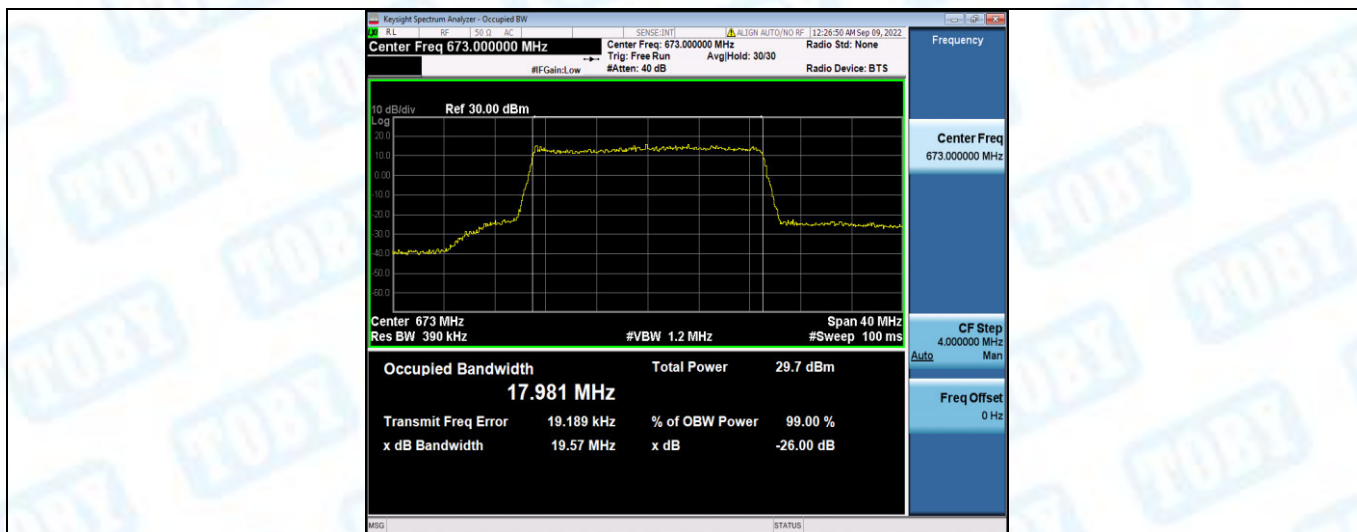 Keysight Spectrum Analyzer - Occupied BW
RL RF 50 Ω AC SENSE:INT ALIGN AUTO/NO RF 12:26:50 AM Sep 09, 2022
Center Freq 673.000000 MHz
Center Freq: 673.000000 MHz
Radio Std: None
Trig: Free Run Avg|Hold: 30/30
#IFGain:Low #Atten: 40 dB Radio Device: BTS
10 dB/div Ref 30.00 dBm
Log
20.0
10.0
0.00
-10.0
-20.0
-30.0
-40.0
-50.0
-60.0
Center 673 MHz Span 40 MHz
Res BW 390 kHz #VBW 1.2 MHz #Sweep 100 ms
Occupied Bandwidth Total Power 29.7 dBm
17.981 MHz
Transmit Freq Error 19.189 kHz % of OBW Power 99.00 %
x dB Bandwidth 19.57 MHz x dB -26.00 dB
MSG STATUS
Frequency
Center Freq
673.000000 MHz
CF Step
4.000000 MHz
Auto Man
Freq Offset
0 Hz
TOBY
TOBY
TOBY
TOBY
TOBY
TOBY
TOBY